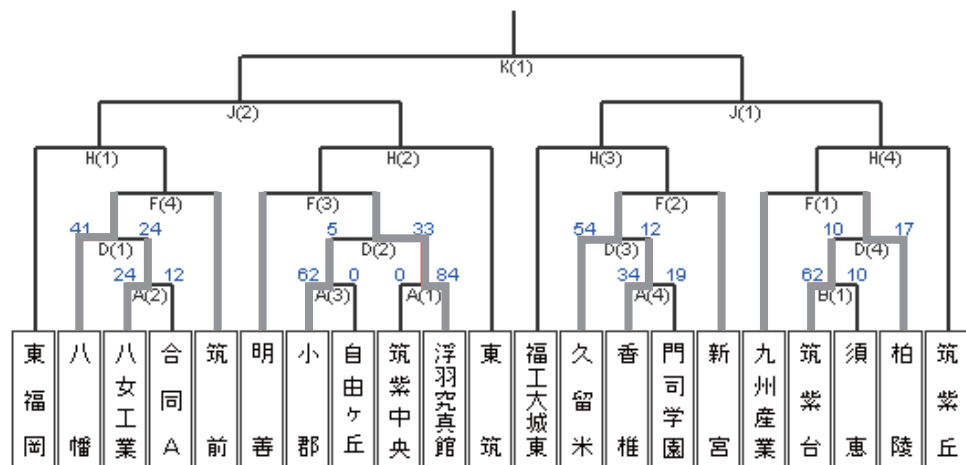 K(1)
J(2) J(1)
H(1) H(2) H(3) H(4)
F(4) F(3) F(2) F(1)
41 24 5 33 54 12 10 17
D(1) D(2) D(3) D(4)
24 12 62 0 0 84 34 19 62 10
A(2) A(3) A(1) A(4) B(1)
東福岡
八幡
八女工業
合同A
筑前
明善
小郡
自由ヶ丘
筑紫中央
浮羽究真館
東筑
福工大城東
久留米
香椎
門司学園
新宮
九州産業
筑紫台
須恵
柏陵
筑紫丘